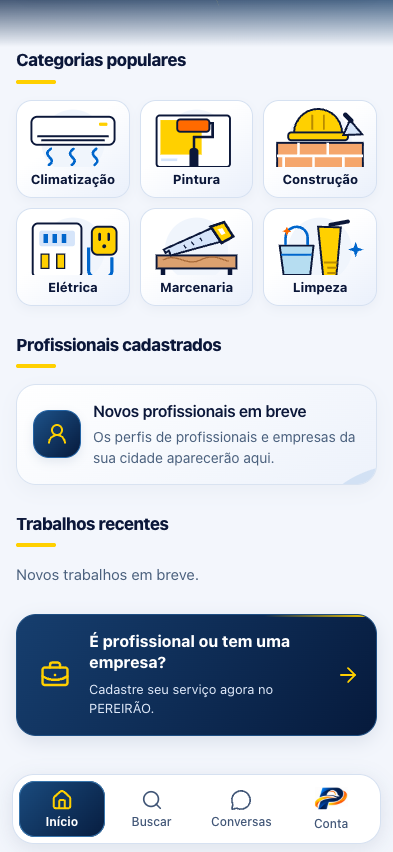 Categorias populares
Climatização
Pintura
Construção
Elétrica
Marcenaria
Limpeza
Profissionais cadastrados
Novos profissionais em breve
Os perfis de profissionais e empresas da
sua cidade aparecerão aqui.
Trabalhos recentes
Novos trabalhos em breve.
É profissional ou tem uma
empresa?
Cadastre seu serviço agora no
PEREIRÃO.
Início
Buscar
Conversas
Conta